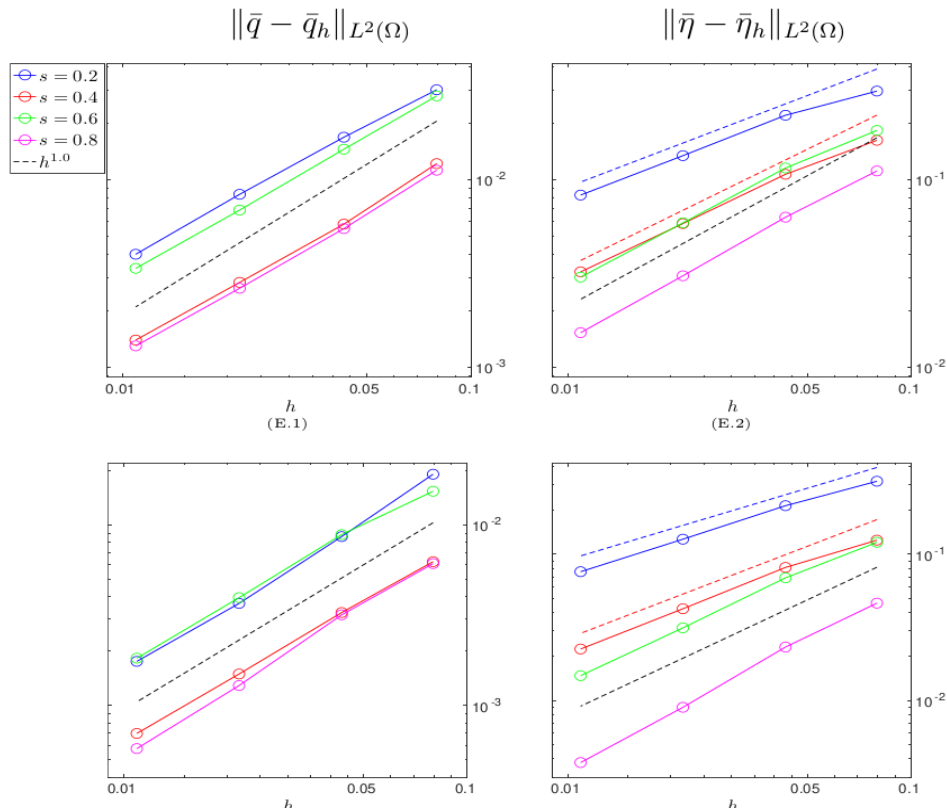 ‖q̄ − q̄_h‖_{L²(Ω)}
‖η̄ − η̄_h‖_{L²(Ω)}
s = 0.2
s = 0.4
s = 0.6
s = 0.8
h^{1.0}
10^{-2}
10^{-3}
0.01 0.05 0.1
h
(E.1)
10^{-1}
10^{-2}
0.01 0.05 0.1
h
(E.2)
10^{-2}
10^{-3}
0.01 0.05 0.1
h
10^{-1}
10^{-2}
0.01 0.05 0.1
h